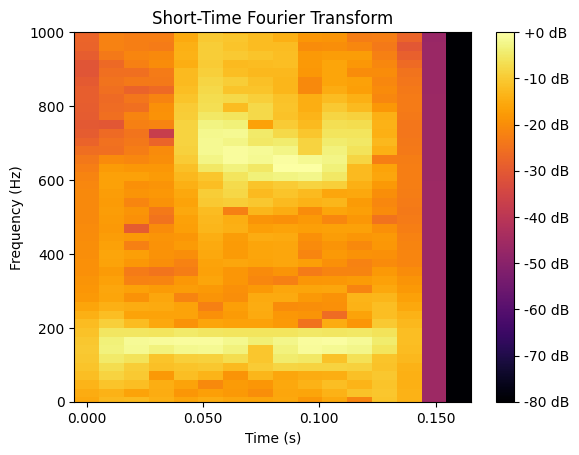 Short-Time Fourier Transform
1000
800
600
400
200
0
Frequency (Hz)
0.000
0.050
0.100
0.150
Time (s)
+0 dB
-10 dB
-20 dB
-30 dB
-40 dB
-50 dB
-60 dB
-70 dB
-80 dB